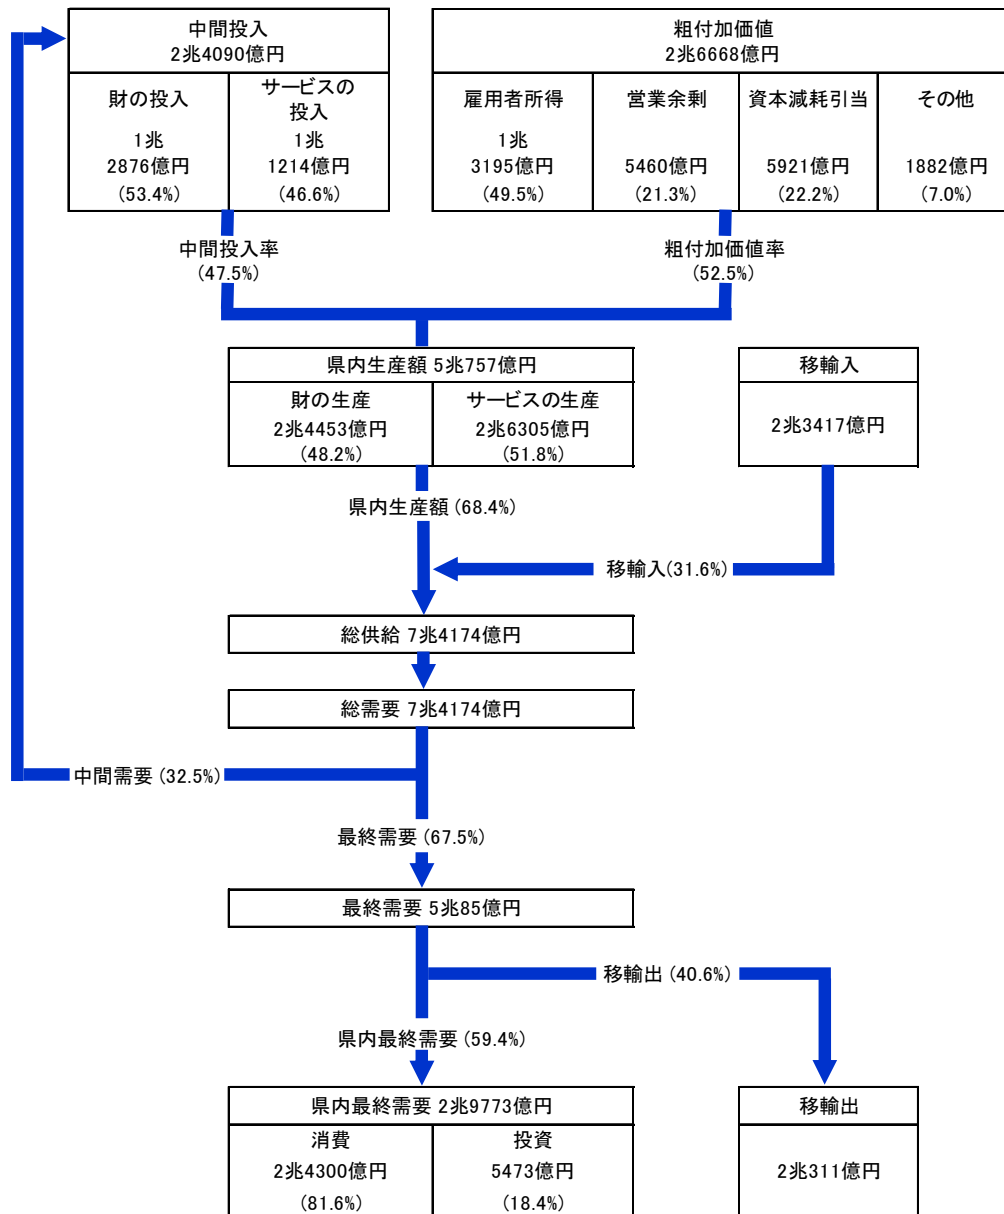 中間投入
2兆4090億円
財の投入
1兆
2876億円
(53.4%)
サービスの
投入
1兆
1214億円
(46.6%)
粗付加価値
2兆6668億円
雇用者所得
1兆
3195億円
(49.5%)
営業余剰
5460億円
(21.3%)
資本減耗引当
5921億円
(22.2%)
その他
1882億円
(7.0%)
中間投入率
(47.5%)
粗付加価値率
(52.5%)
県内生産額 5兆757億円
財の生産
2兆4453億円
(48.2%)
サービスの生産
2兆6305億円
(51.8%)
移輸入
2兆3417億円
県内生産額 (68.4%)
移輸入(31.6%)
総供給 7兆4174億円
総需要 7兆4174億円
中間需要 (32.5%)
最終需要 (67.5%)
最終需要 5兆85億円
移輸出 (40.6%)
県内最終需要 (59.4%)
県内最終需要 2兆9773億円
消費
2兆4300億円
(81.6%)
投資
5473億円
(18.4%)
移輸出
2兆311億円